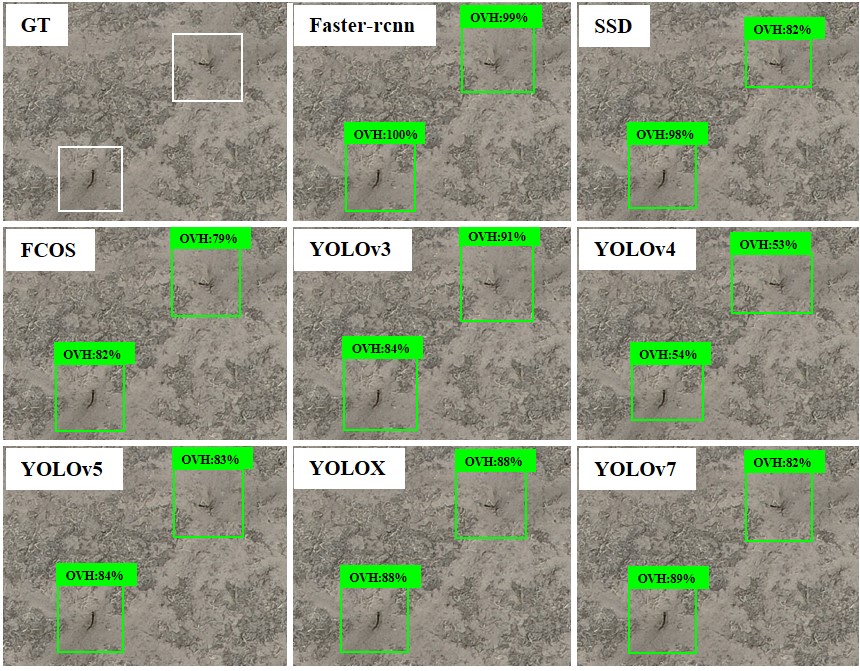 GT
Faster-rcnn
OVH:99%
SSD
OVH:82%
OVH:100%
OVH:98%
FCOS
OVH:79%
YOLOv3
OVH:91%
YOLOv4
OVH:53%
OVH:82%
OVH:84%
OVH:54%
YOLOv5
OVH:83%
YOLOX
OVH:88%
YOLOv7
OVH:82%
OVH:84%
OVH:88%
OVH:89%